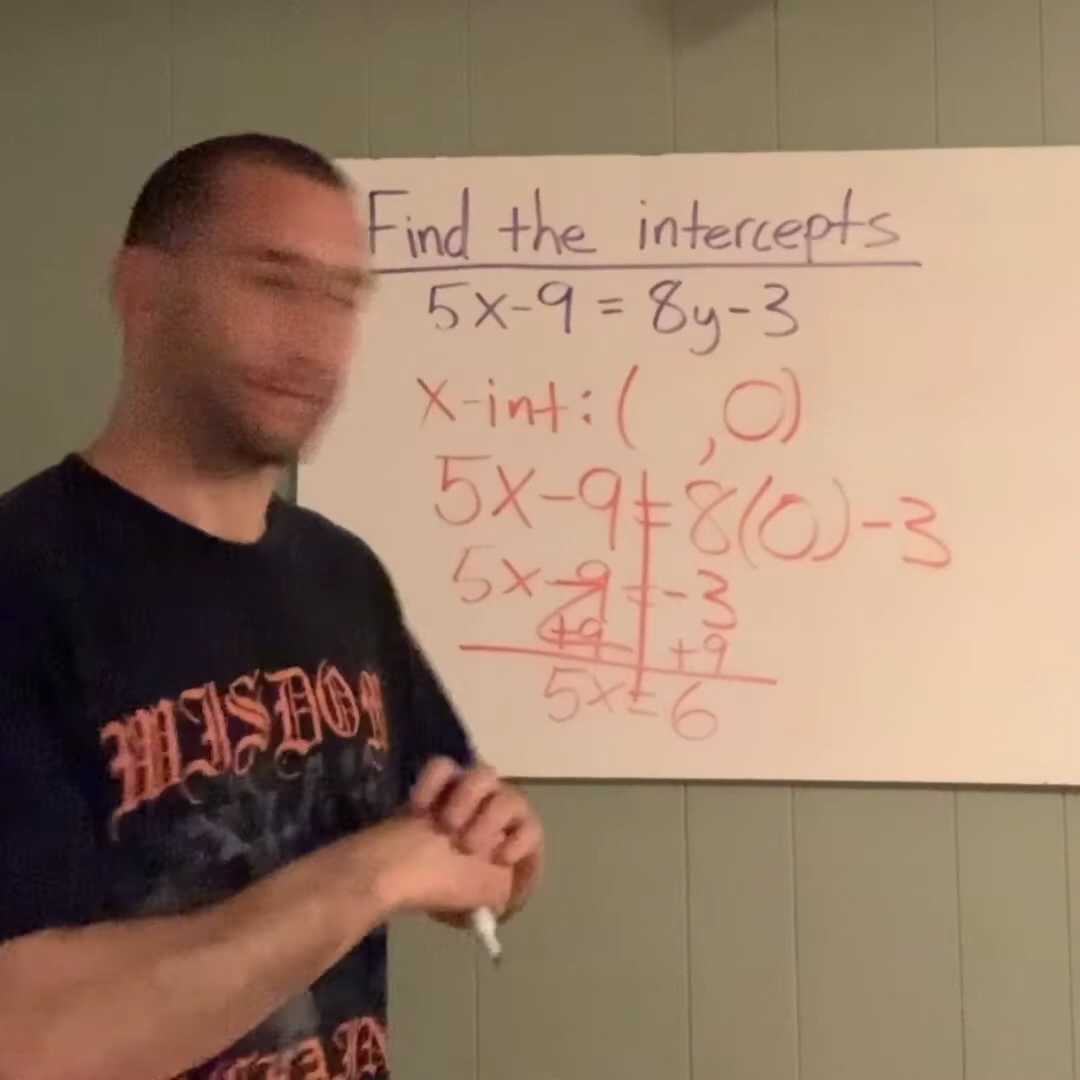 Find the intercepts
5x-9 = 8y-3
x-int: ( , 0)
5x-9 = 8(0)-3
5x-9 = -3
+9 +9
5x = 6
WISDOM